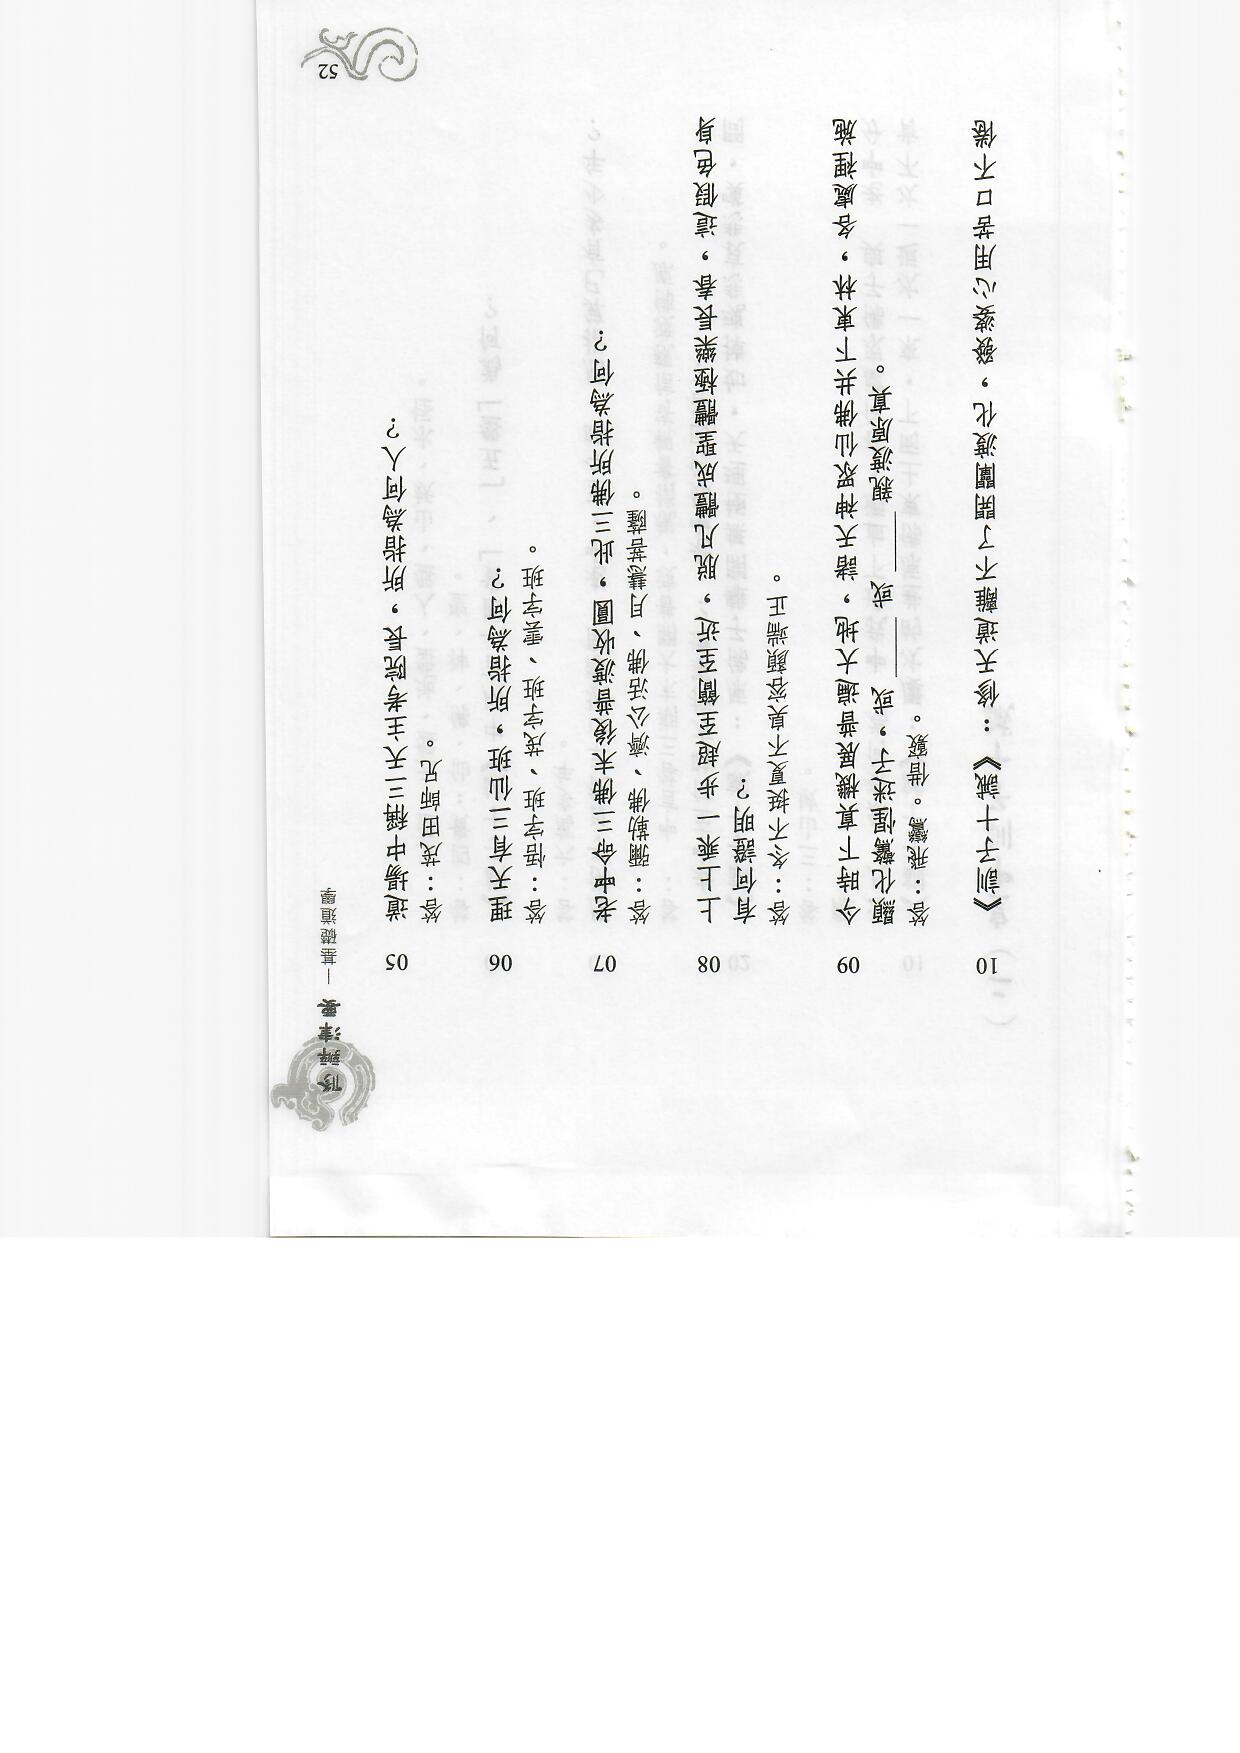 修辦津要
─基礎道學
05 道場中稱三天主考院長，所指為何人？
答：茂田師兄。
06 理天有三仙班，所指為何？
答：悟字班、茂字班、雲字班。
07 老中命三佛末後普渡收圓，此三佛所指為何？
答：彌勒佛、濟公活佛、月慧菩薩。
08 上上乘一步超至簡至近，脱凡體成聖體極樂長春，這假色身
有何證明？
答：冬不挺夏不臭容顏端正。
09 今時下真機展普遍大地，諸天神眾仙佛共下東林，各處裡施
顯化驚惺迷子，或＿＿＿或＿＿＿親渡原真。
答：飛鸞。借竅。
10 《訓子十誡》：修天道離不了開闡渡化，發婆心用苦口不倦
52